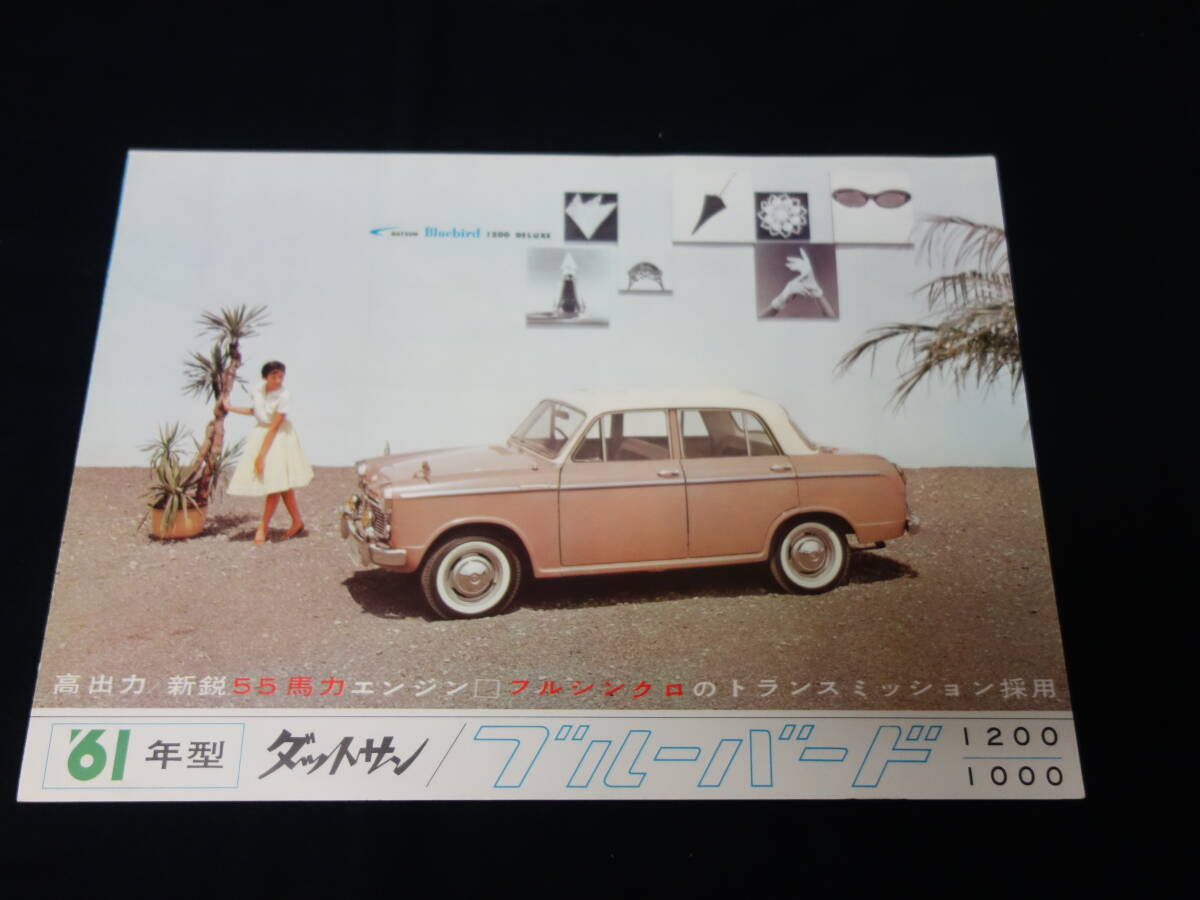 DATSUN Bluebird 1200 DELUXE
高出力/新鋭55馬力エンジン□フルシンクロのトランスミッション採用
'61年型 ダットサン/ブルーバード 1200
1000